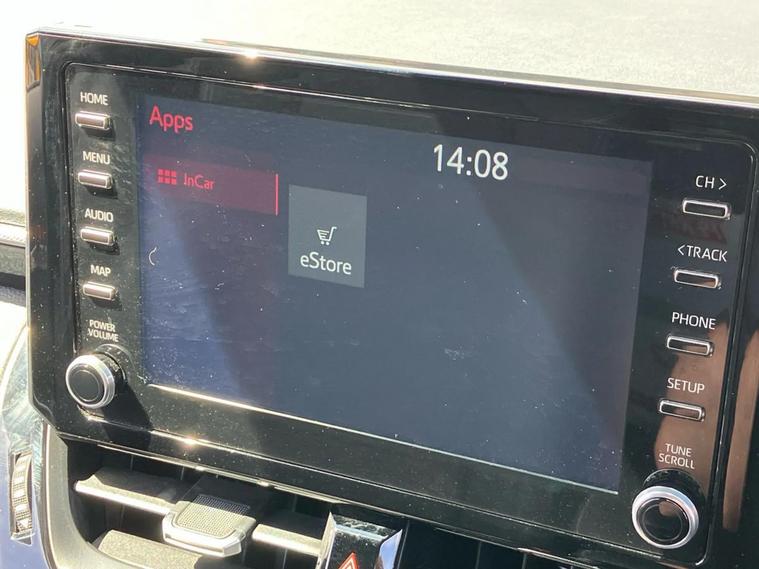 HOME
MENU
AUDIO
MAP
POWER
VOLUME
Apps
14:08
InCar
eStore
CH >
< TRACK
PHONE
SETUP
TUNE
SCROLL